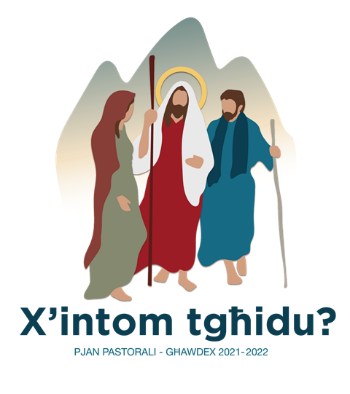 X’intom tgħidu?
PJAN PASTORALI - GĦAWDEX 2021-2022